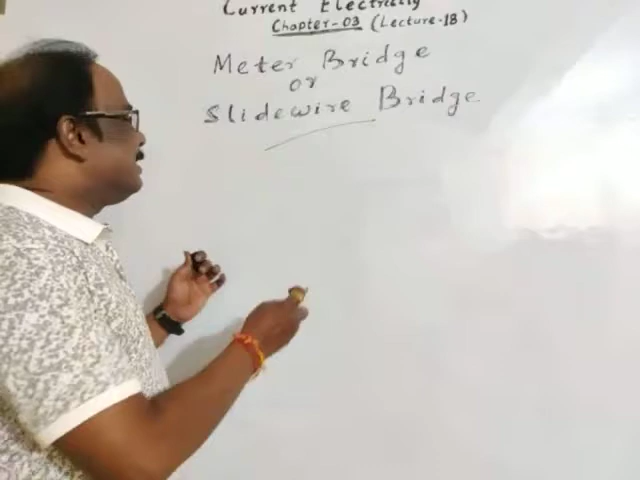 Current Electricity
Chapter-03 (Lecture-18)
Meter Bridge
or
Slidewire Bridge